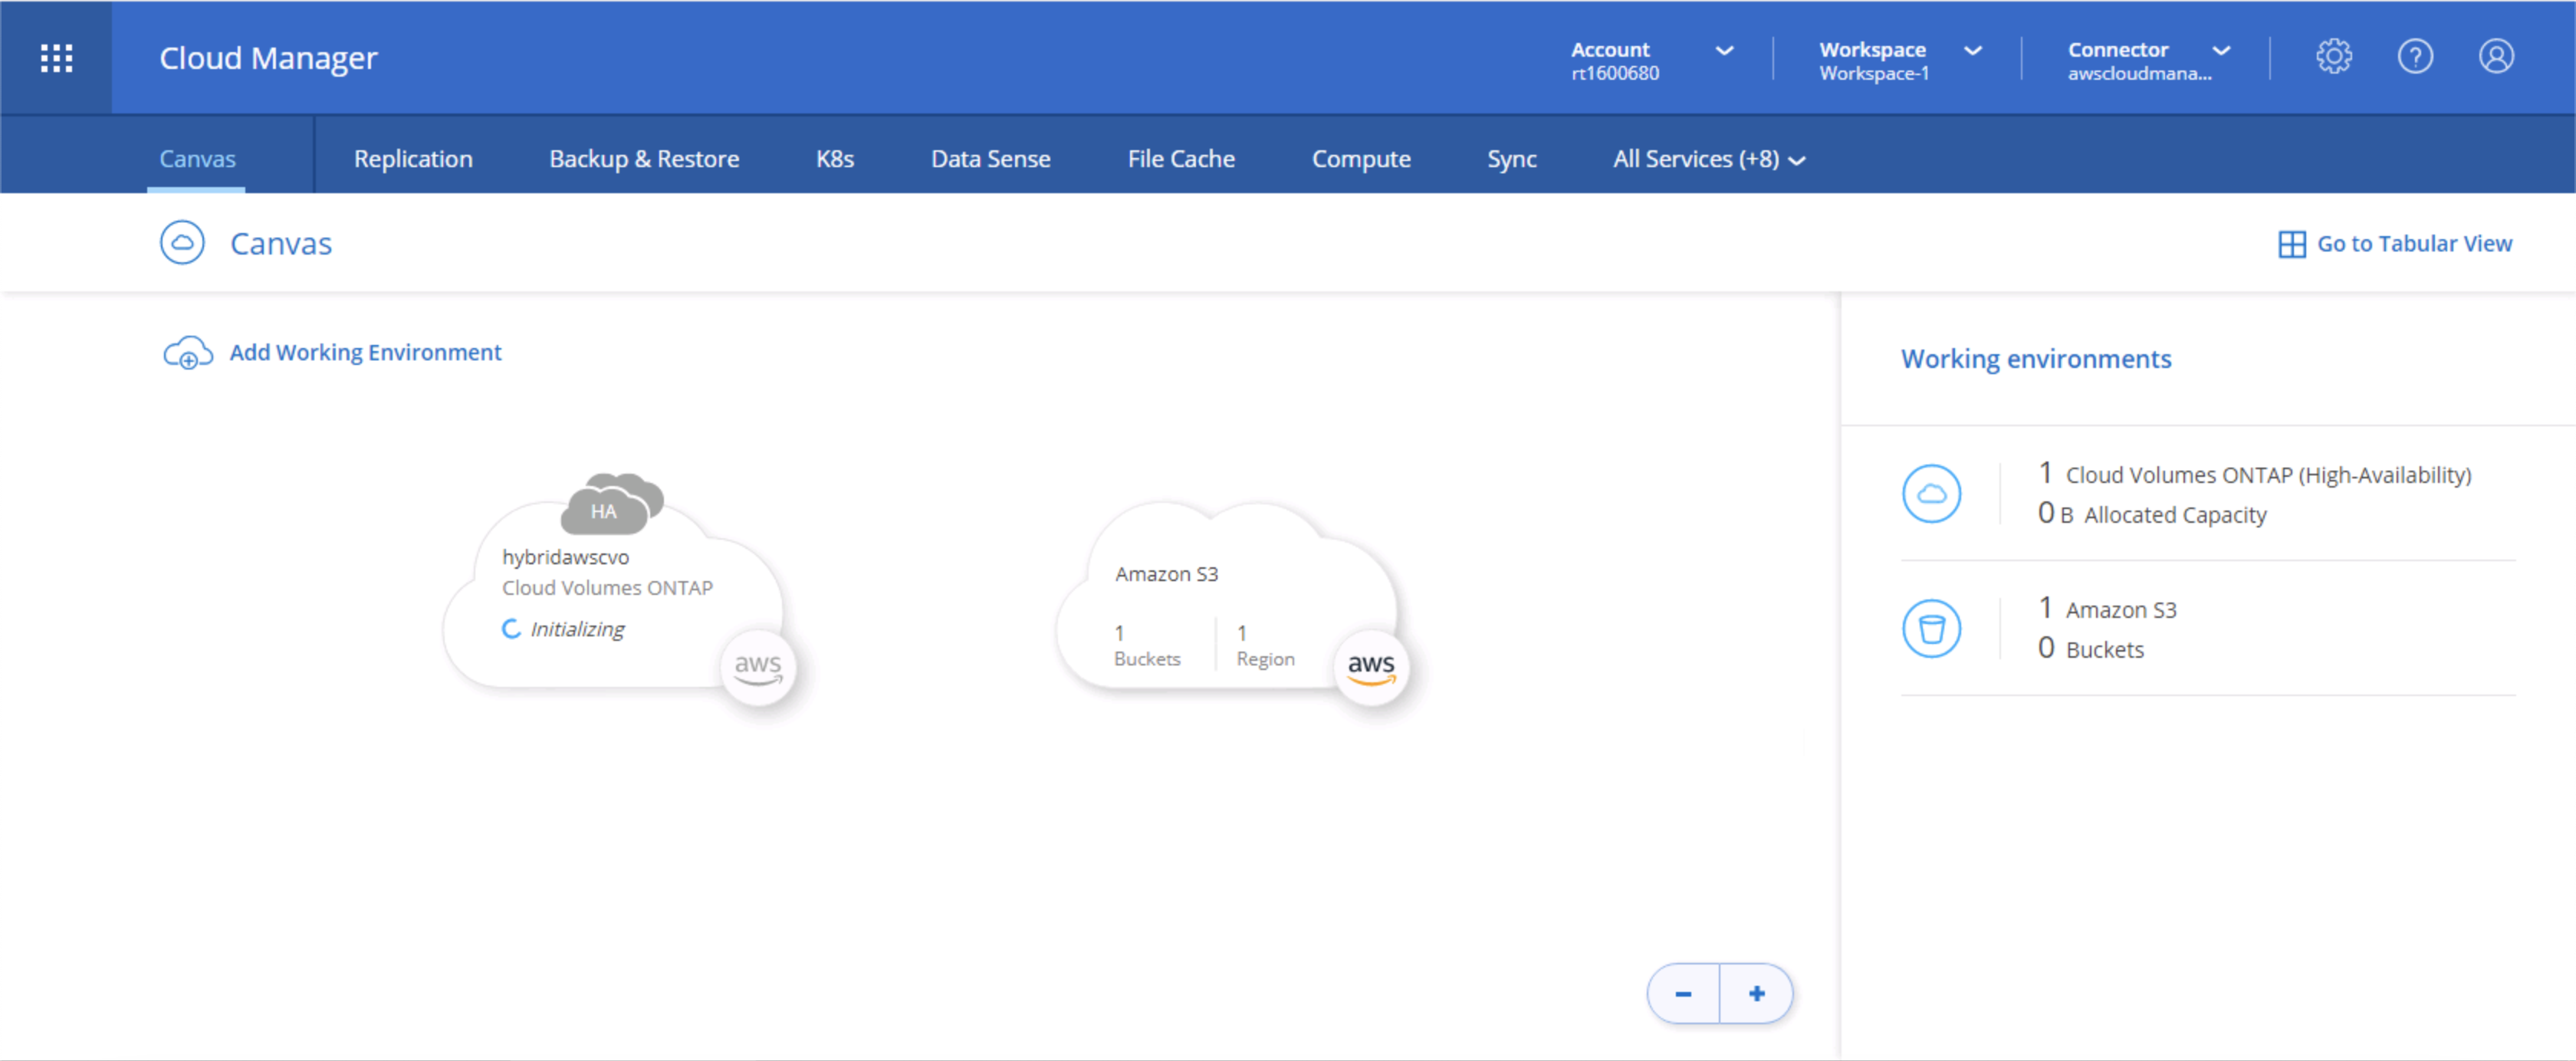 Cloud Manager
Account
rt1600680
Workspace
Workspace-1
Connector
awscloudmana...
Canvas
Replication
Backup & Restore
K8s
Data Sense
File Cache
Compute
Sync
All Services (+8)
Canvas
Go to Tabular View
Add Working Environment
HA
hybridawscvo
Cloud Volumes ONTAP
Initializing
aws
Amazon S3
1
Buckets
1
Region
aws
Working environments
1 Cloud Volumes ONTAP (High-Availability)
0 B Allocated Capacity
1 Amazon S3
0 Buckets